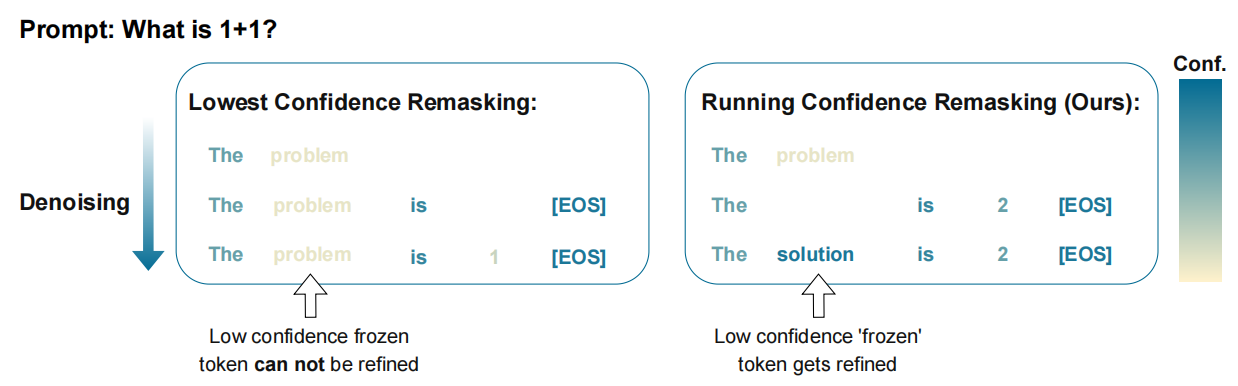 Prompt: What is 1+1?
Conf.
Lowest Confidence Remasking:
The problem
The problem is [EOS]
The problem is 1 [EOS]
Denoising
Low confidence frozen
token can not be refined
Running Confidence Remasking (Ours):
The problem
The is 2 [EOS]
The solution is 2 [EOS]
Low confidence 'frozen'
token gets refined